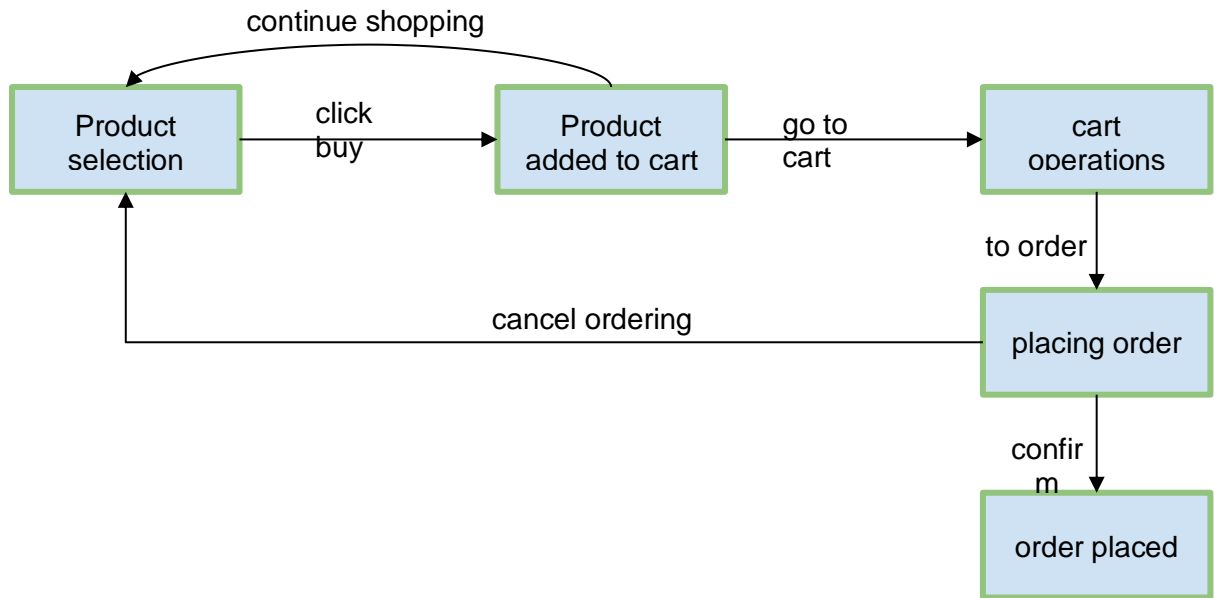 continue shopping
Product
selection
click
buy
Product
added to cart
go to
cart
cart
operations
to order
cancel ordering
placing order
confir
m
order placed